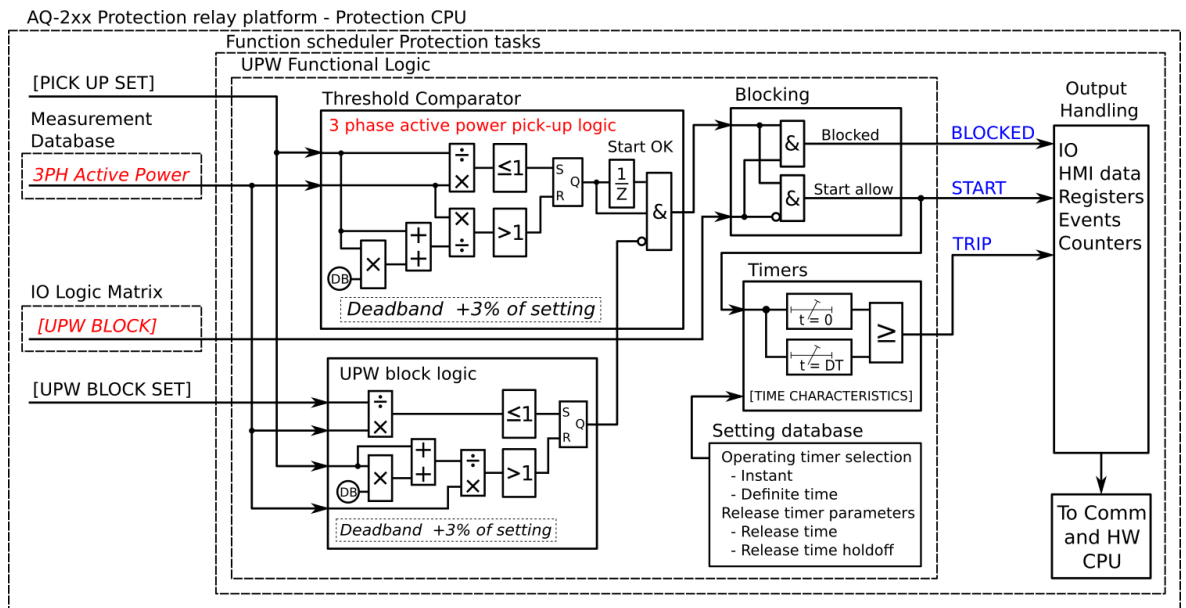 AQ-2xx Protection relay platform - Protection CPU
Function scheduler Protection tasks
UPW Functional Logic
[PICK UP SET]
Measurement
Database
3PH Active Power
IO Logic Matrix
[UPW BLOCK]
[UPW BLOCK SET]
Threshold Comparator
3 phase active power pick-up logic
Start OK
÷
×
≤1
S
R
Q
1
Z
&
×
÷
>1
+
+
×
DB
Deadband +3% of setting
UPW block logic
÷
×
≤1
S
R
Q
+
+
÷
×
>1
×
DB
Deadband +3% of setting
Blocking
&
Blocked
&
Start allow
BLOCKED
START
TRIP
Timers
t = 0
t = DT
≥
[TIME CHARACTERISTICS]
Setting database
Operating timer selection
- Instant
- Definite time
Release timer parameters
- Release time
- Release time holdoff
Output
Handling
IO
HMI data
Registers
Events
Counters
To Comm
and HW
CPU